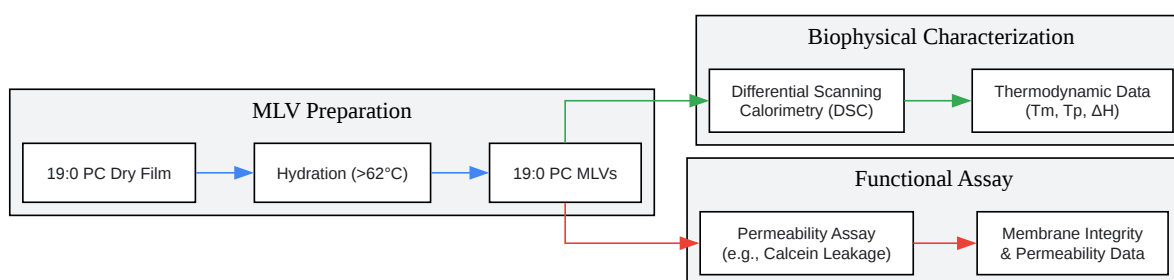 MLV Preparation
19:0 PC Dry Film
Hydration (>62°C)
19:0 PC MLVs
Biophysical Characterization
Differential Scanning
Calorimetry (DSC)
Thermodynamic Data
(Tm, Tp, ΔH)
Functional Assay
Permeability Assay
(e.g., Calcein Leakage)
Membrane Integrity
& Permeability Data